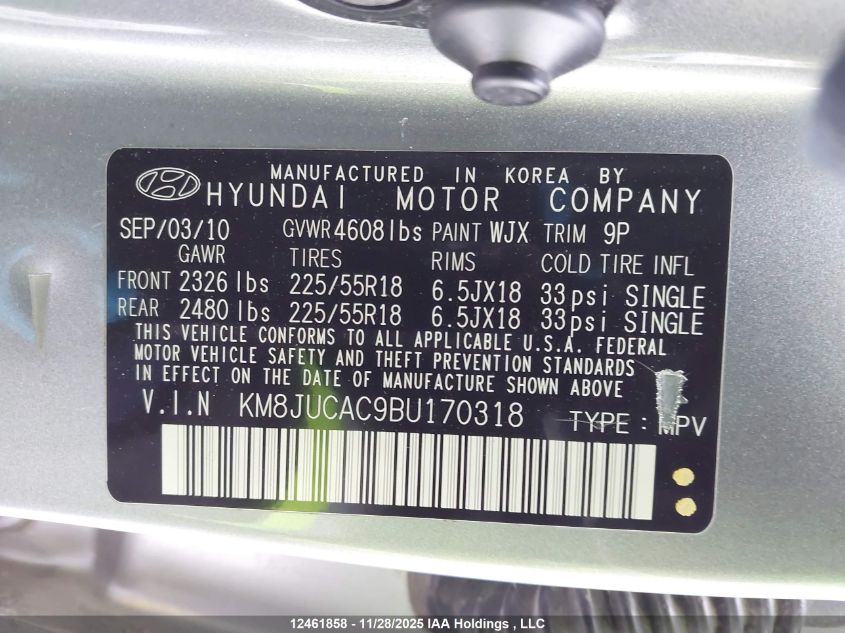 MANUFACTURED IN KOREA BY
HYUNDAI MOTOR COMPANY
SEP/03/10 GVWR 4608lbs PAINT WJX TRIM 9P
GAWR TIRES RIMS COLD TIRE INFL
FRONT 2326 lbs 225/55R18 6.5JX18 33psi SINGLE
REAR 2480 lbs 225/55R18 6.5JX18 33psi SINGLE
THIS VEHICLE CONFORMS TO ALL APPLICABLE U.S.A. FEDERAL
MOTOR VEHICLE SAFETY AND THEFT PREVENTION STANDARDS
IN EFFECT ON THE DATE OF MANUFACTURE SHOWN ABOVE
V.I.N KM8JUCAC9BU170318 TYPE : MPV
12461858 - 11/28/2025 IAA Holdings , LLC